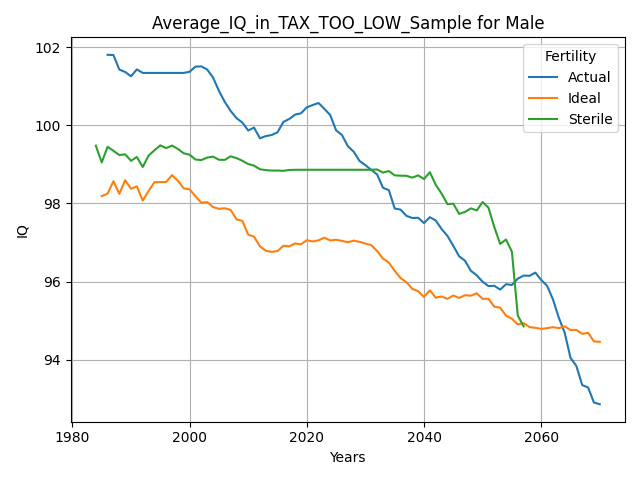 Average_IQ_in_TAX_TOO_LOW_Sample for Male
Fertility
Actual
Ideal
Sterile
IQ
102
100
98
96
94
1980
2000
2020
2040
2060
Years